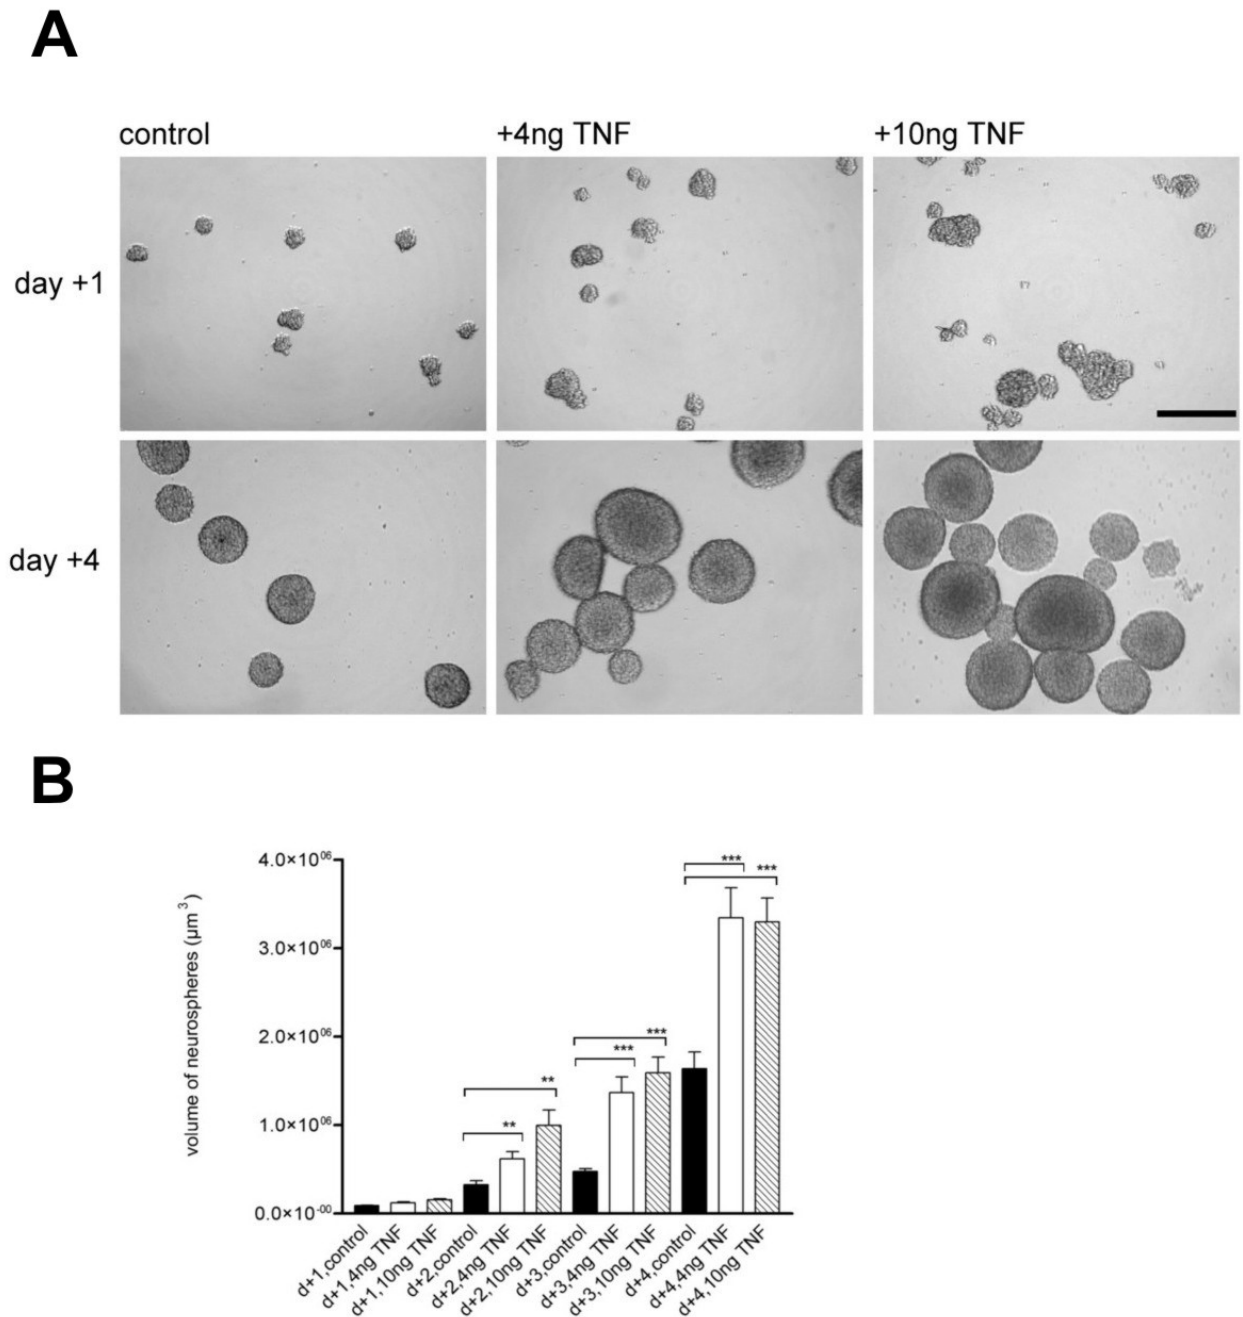 A
control +4ng TNF +10ng TNF
day +1
day +4
B
volume of neurospheres (μm³)
4.0×10⁰⁶
3.0×10⁰⁶
2.0×10⁰⁶
1.0×10⁰⁶
0.0×10⁻⁰⁰
*** ***
*** ***
** **
d+1,control
d+1,4ng TNF
d+1,10ng TNF
d+2,control
d+2,4ng TNF
d+2,10ng TNF
d+3,control
d+3,4ng TNF
d+3,10ng TNF
d+4,control
d+4,4ng TNF
d+4,10ng TNF